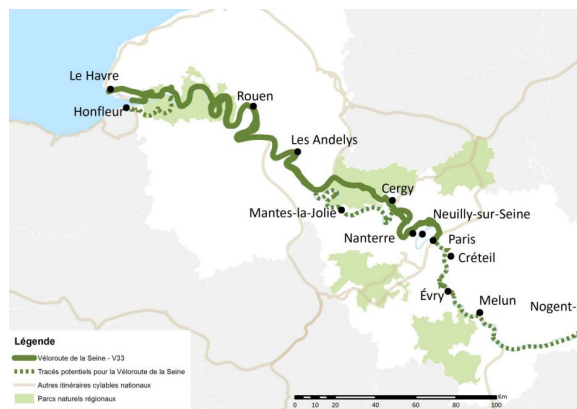 Le Havre
Honfleur
Rouen
Les Andelys
Cergy
Mantes-la-Jolie
Neuilly-sur-Seine
Nanterre
Paris
Créteil
Évry
Melun
Nogent-
Légende
Véloroute de la Seine - V33
Tracés potentiels pour la Véloroute de la Seine
Autres itinéraires cylables nationaux
Parcs naturels régionaux
Km
0 20 40 60 80 100